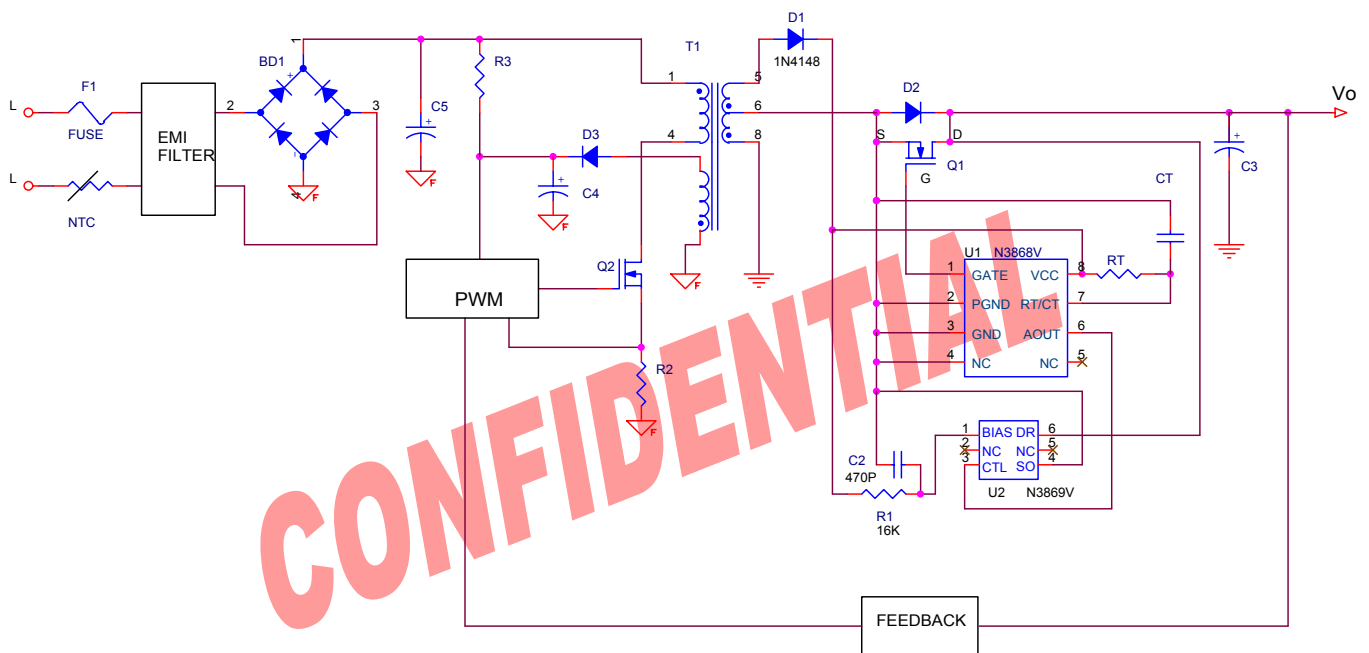 L
F1
FUSE
L
NTC
EMI
FILTER
BD1
1
2
3
4
+
-
C5
+
R3
D3
C4
+
F
F
F
F
F
T1
1
4
5
6
8
D1
1N4148
D2
S
D
Q1
G
Vo
C3
+
CT
RT
Q2
PWM
R2
U1 N3868V
1 GATE VCC 8
2 PGND RT/CT 7
3 GND AOUT 6
4 NC NC 5
1 BIAS DR 6
2 NC NC 5
3 CTL SO 4
U2 N3869V
C2
470P
R1
16K
FEEDBACK
CONFIDENTIAL